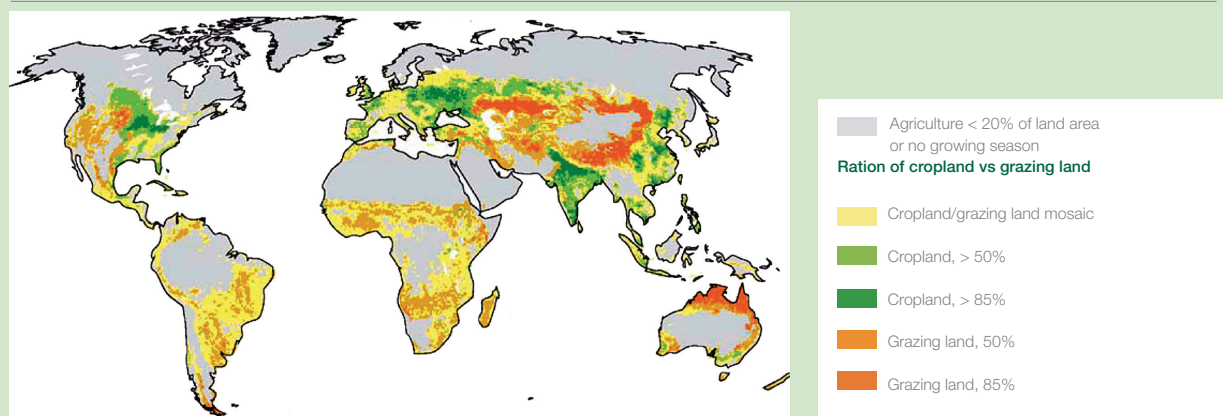 Agriculture < 20% of land area
or no growing season
Ration of cropland vs grazing land
Cropland/grazing land mosaic
Cropland, > 50%
Cropland, > 85%
Grazing land, 50%
Grazing land, 85%